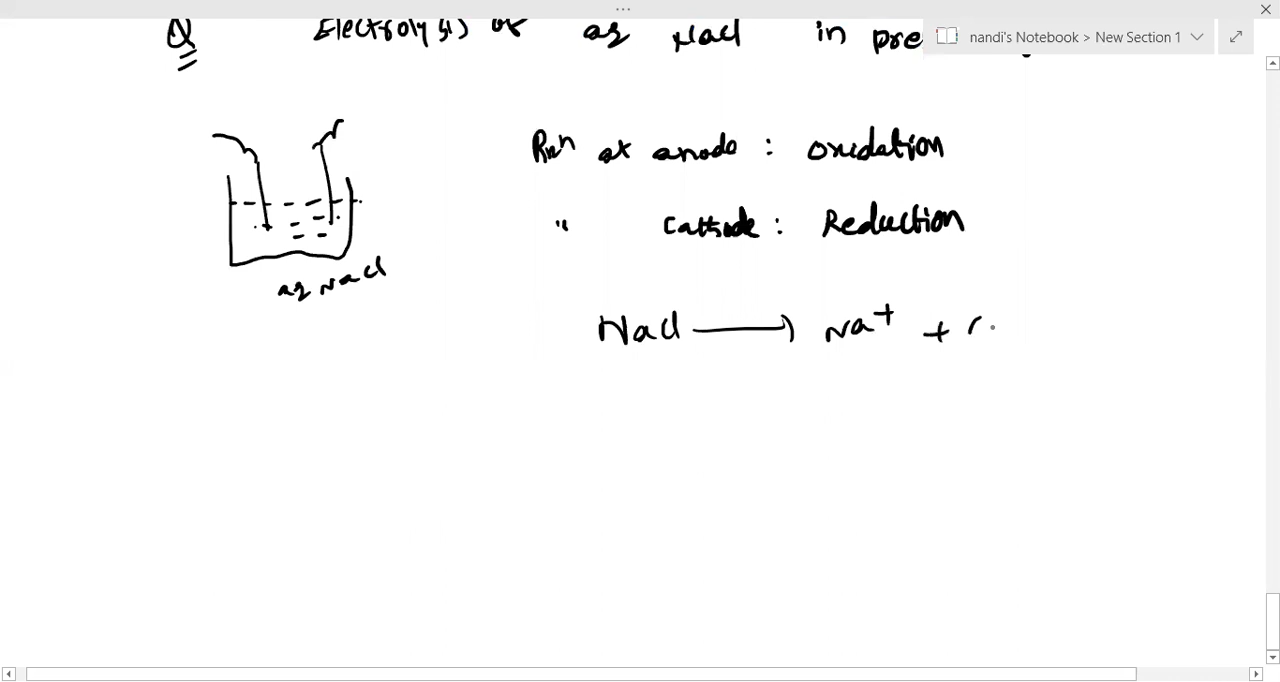 Q Electrolysis of aq NaCl in pre
nandi's Notebook > New Section 1
Rxn at anode : Oxidation
" Cathode : Reduction
aq NaCl
NaCl ⟶ Na⁺ +